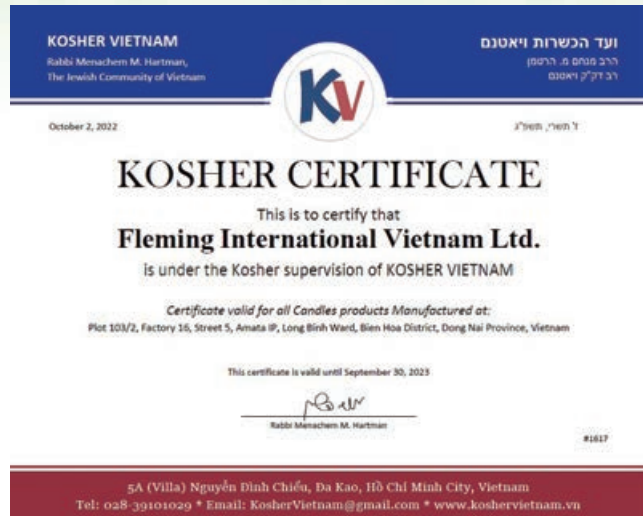 KOSHER VIETNAM
Rabbi Menachem M. Hartman,
The Jewish Community of Vietnam
ועד הכשרות ויאטנם
הרב מנחם מ. הרטמן
רב דק"ק ויאטנם
KV
October 2, 2022
ז' תשרי, תשפ"ג
KOSHER CERTIFICATE
This is to certify that
Fleming International Vietnam Ltd.
is under the Kosher supervision of KOSHER VIETNAM
Certificate valid for all Candles products Manufactured at:
Plot 103/2, Factory 16, Street 5, Amata IP, Long Binh Ward, Bien Hoa District, Dong Nai Province, Vietnam
This certificate is valid until September 30, 2023
Rabbi Menachem M. Hartman
#1617
5A (Villa) Nguyễn Đình Chiểu, Đa Kao, Hồ Chí Minh City, Vietnam
Tel: 028-39101029 * Email: KosherVietnam@gmail.com * www.koshervietnam.vn